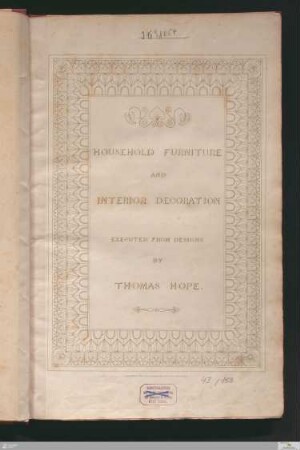 HOUSEHOLD FURNITURE
AND
INTERIOR DECORATION
EXECUTED FROM DESIGNS
BY
THOMAS HOPE.